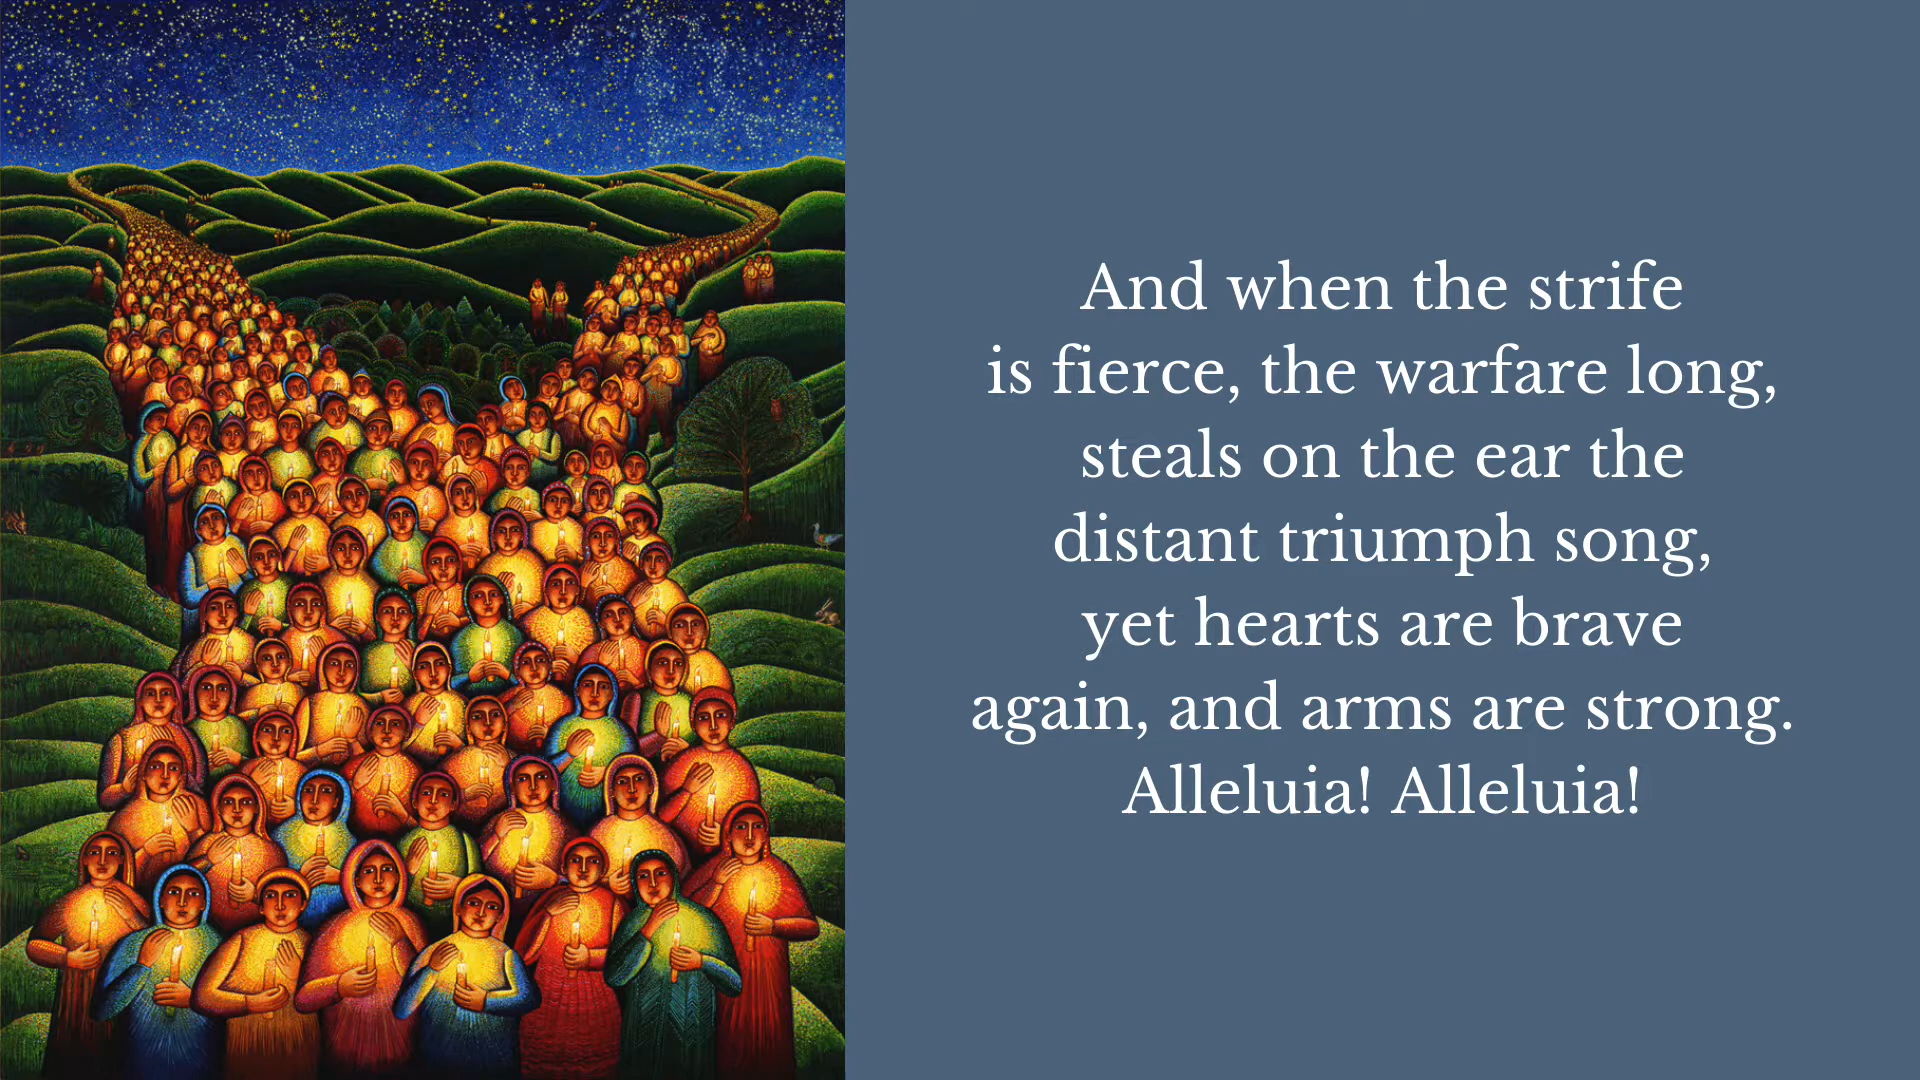 And when the strife
is fierce, the warfare long,
steals on the ear the
distant triumph song,
yet hearts are brave
again, and arms are strong.
Alleluia! Alleluia!